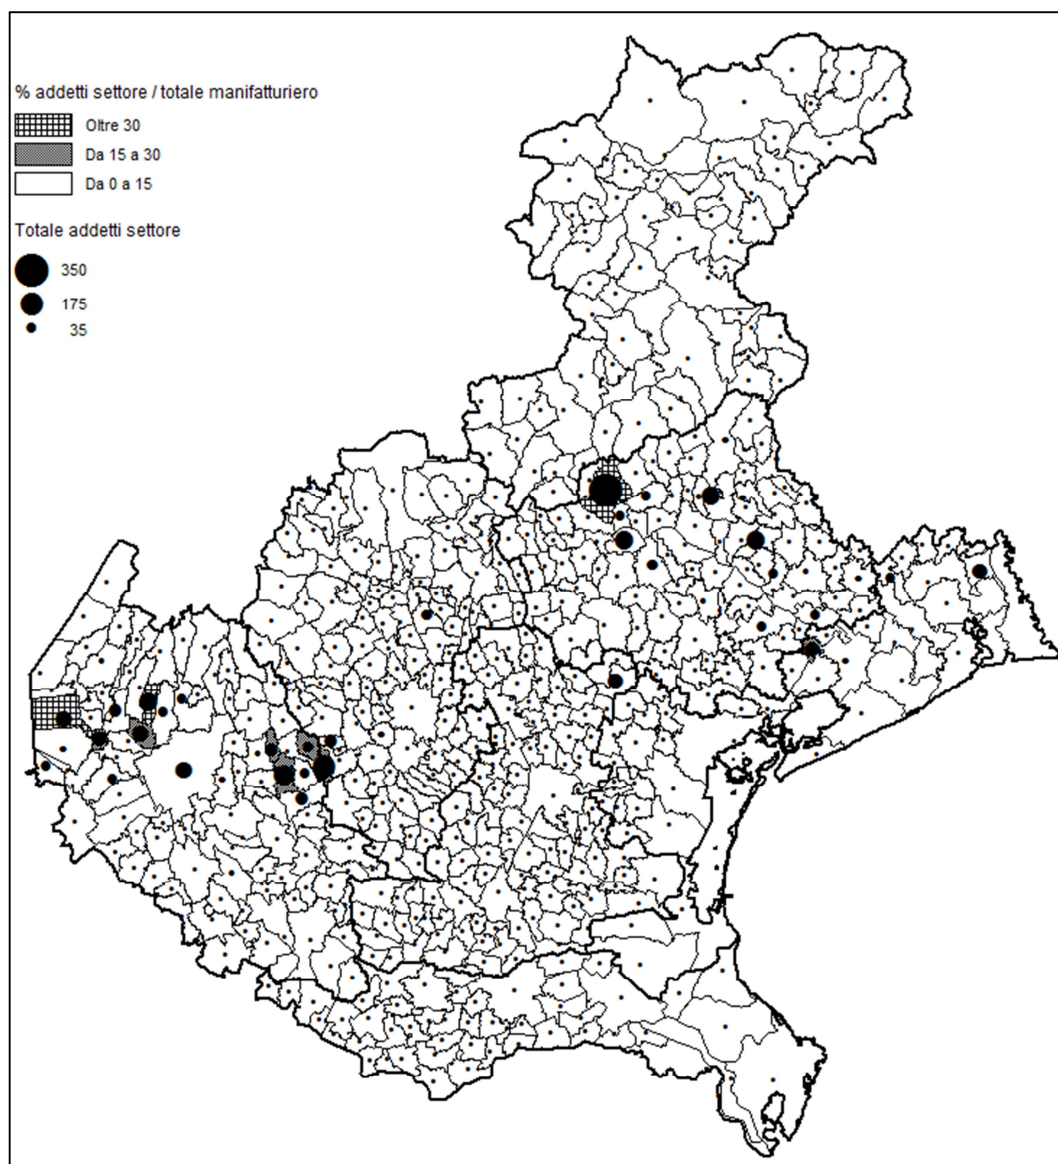 % addetti settore / totale manifatturiero
Oltre 30
Da 15 a 30
Da 0 a 15
Totale addetti settore
350
175
35